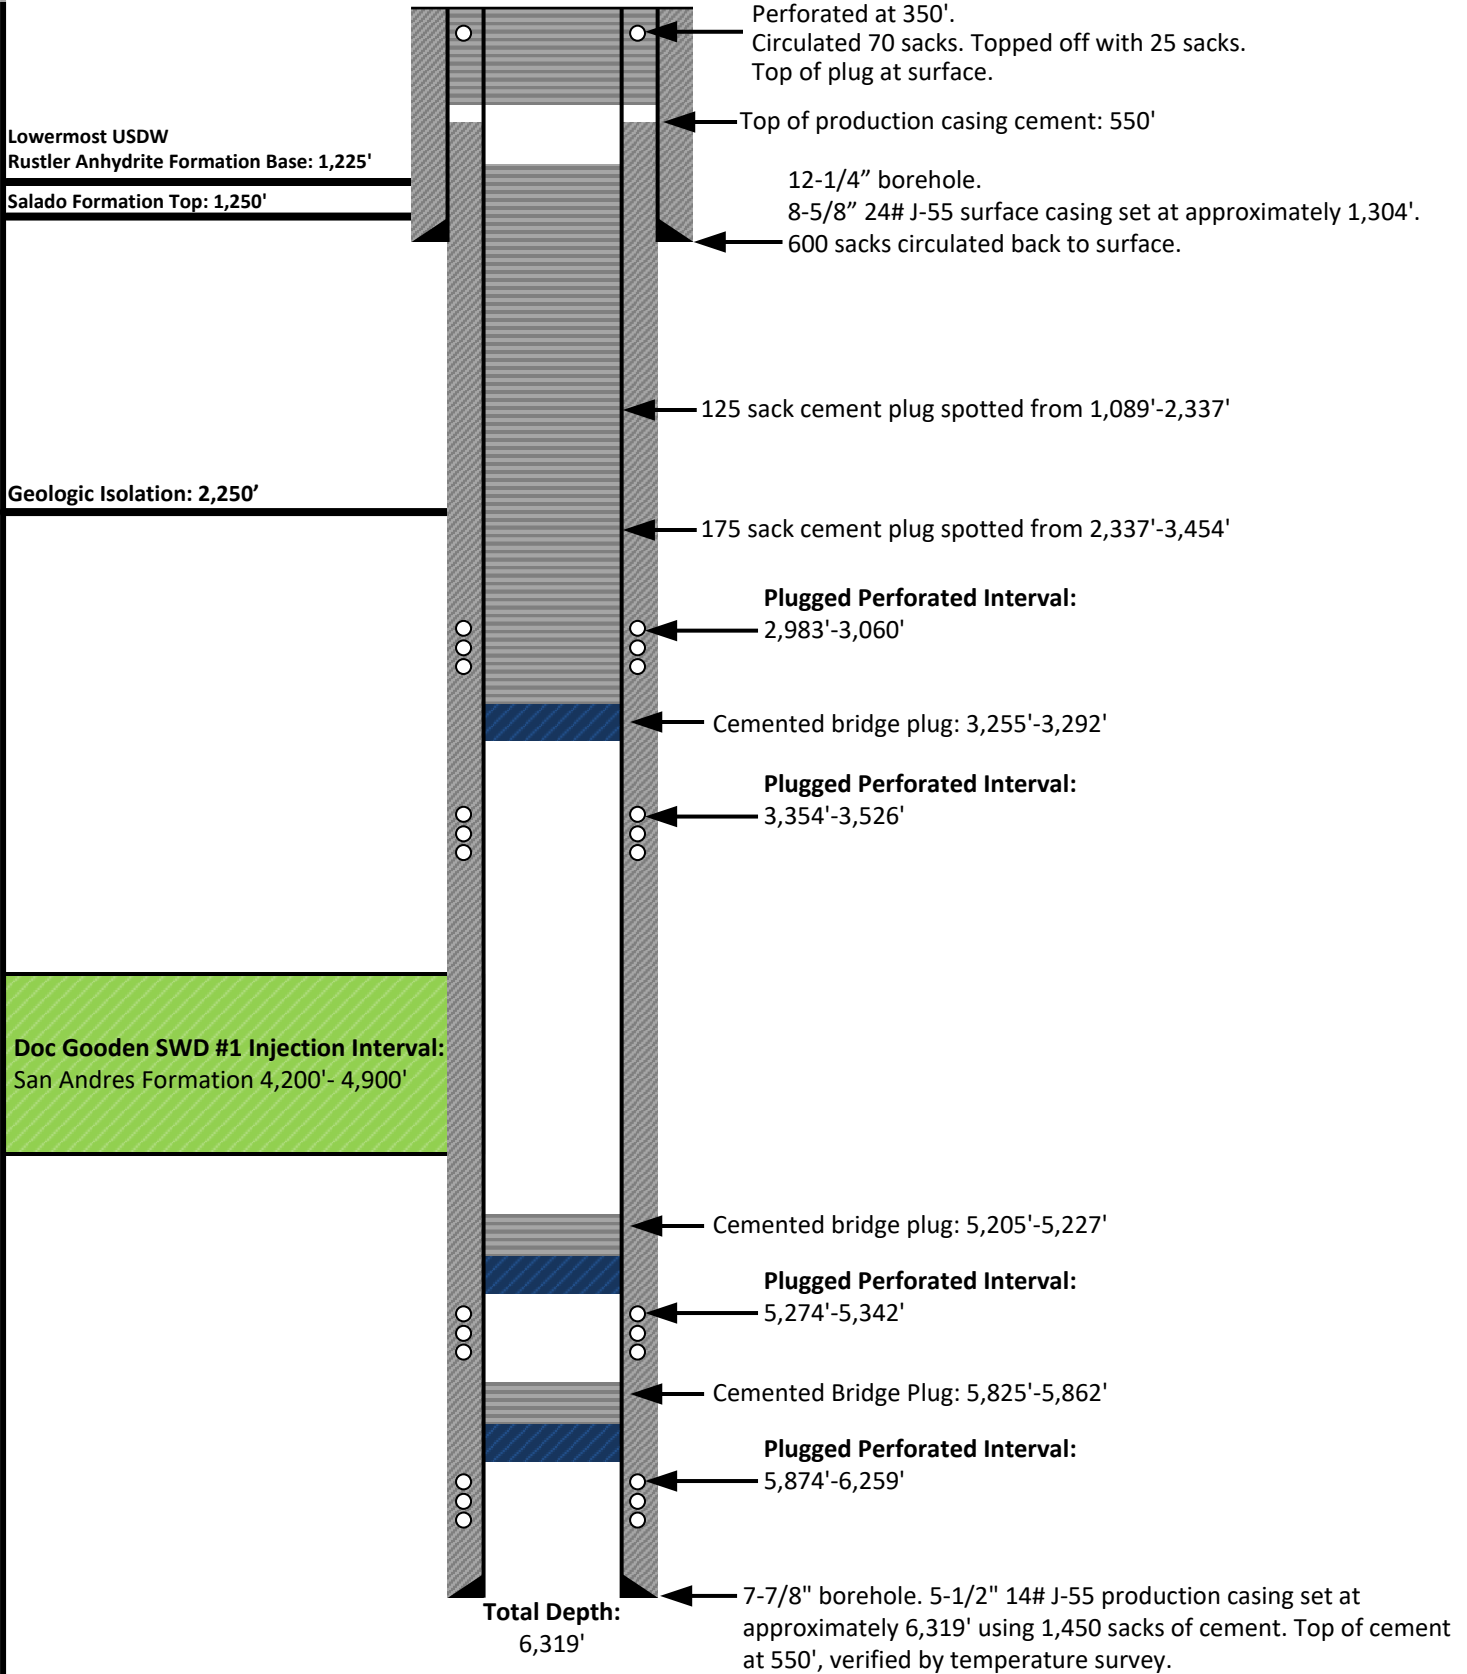 Perforated at 350'.
Circulated 70 sacks. Topped off with 25 sacks.
Top of plug at surface.
Top of production casing cement: 550'
Lowermost USDW
Rustler Anhydrite Formation Base: 1,225'
Salado Formation Top: 1,250'
12-1/4” borehole.
8-5/8” 24# J-55 surface casing set at approximately 1,304'.
600 sacks circulated back to surface.
125 sack cement plug spotted from 1,089'-2,337'
Geologic Isolation: 2,250’
175 sack cement plug spotted from 2,337'-3,454'
Plugged Perforated Interval:
2,983'-3,060'
Cemented bridge plug: 3,255'-3,292'
Plugged Perforated Interval:
3,354'-3,526'
Doc Gooden SWD #1 Injection Interval:
San Andres Formation 4,200'- 4,900'
Cemented bridge plug: 5,205'-5,227'
Plugged Perforated Interval:
5,274'-5,342'
Cemented Bridge Plug: 5,825'-5,862'
Plugged Perforated Interval:
5,874'-6,259'
Total Depth:
6,319'
7-7/8" borehole. 5-1/2" 14# J-55 production casing set at
approximately 6,319' using 1,450 sacks of cement. Top of cement
at 550', verified by temperature survey.